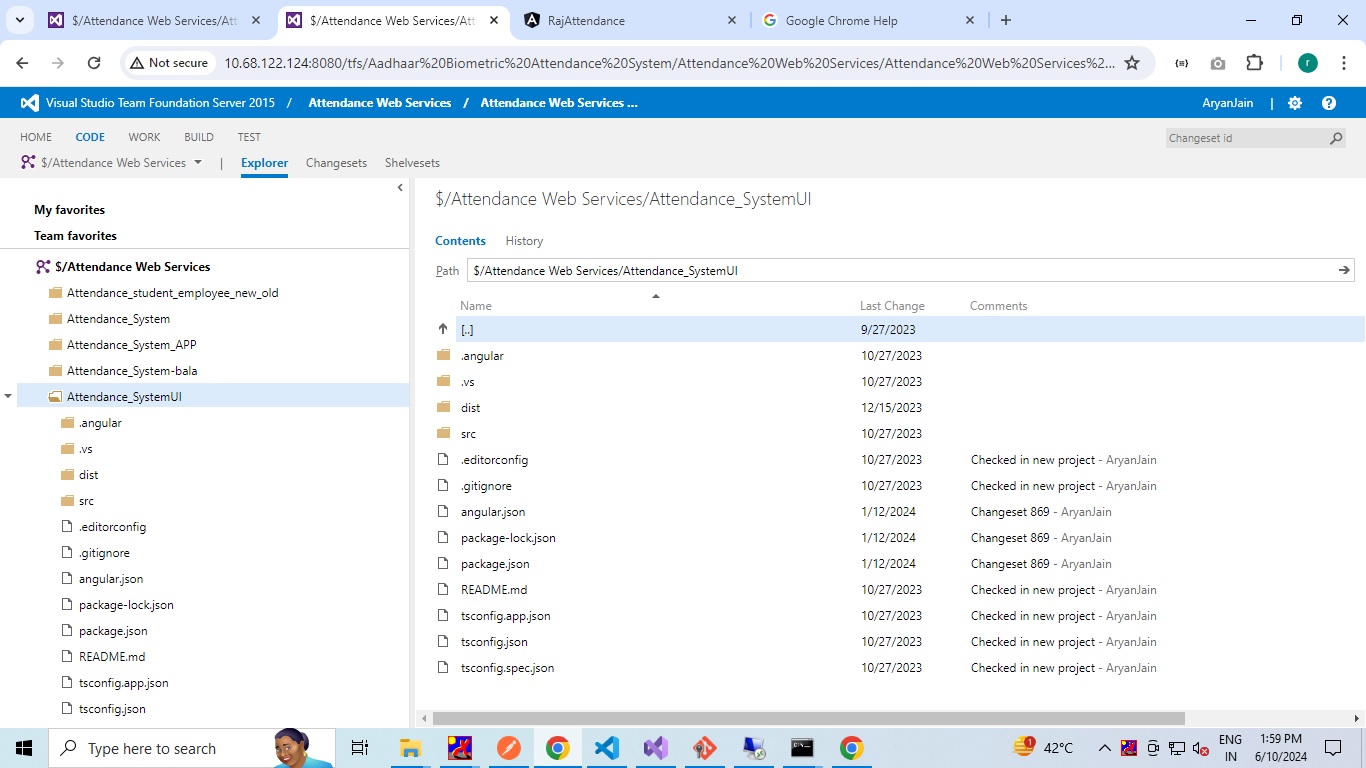 $/Attendance Web Services/Att
$/Attendance Web Services/Att
RajAttendance
Google Chrome Help
Not secure
10.68.122.124:8080/tfs/Aadhaar%20Biometric%20Attendance%20System/Attendance%20Web%20Services/Attendance%20Web%20Services%2...
r
Visual Studio Team Foundation Server 2015 / Attendance Web Services / Attendance Web Services ...
AryanJain |
HOME CODE WORK BUILD TEST
Changeset id
$/Attendance Web Services | Explorer Changesets Shelvesets
My favorites
Team favorites
$/Attendance Web Services
Attendance_student_employee_new_old
Attendance_System
Attendance_System_APP
Attendance_System-bala
Attendance_SystemUI
.angular
.vs
dist
src
.editorconfig
.gitignore
angular.json
package-lock.json
package.json
README.md
tsconfig.app.json
tsconfig.json
$/Attendance Web Services/Attendance_SystemUI
Contents History
Path $/Attendance Web Services/Attendance_SystemUI
Name Last Change Comments
[..] 9/27/2023
.angular 10/27/2023
.vs 10/27/2023
dist 12/15/2023
src 10/27/2023
.editorconfig 10/27/2023 Checked in new project - AryanJain
.gitignore 10/27/2023 Checked in new project - AryanJain
angular.json 1/12/2024 Changeset 869 - AryanJain
package-lock.json 1/12/2024 Changeset 869 - AryanJain
package.json 1/12/2024 Changeset 869 - AryanJain
README.md 10/27/2023 Checked in new project - AryanJain
tsconfig.app.json 10/27/2023 Checked in new project - AryanJain
tsconfig.json 10/27/2023 Checked in new project - AryanJain
tsconfig.spec.json 10/27/2023 Checked in new project - AryanJain
Type here to search
1
42°C
ENG
IN
1:59 PM
6/10/2024